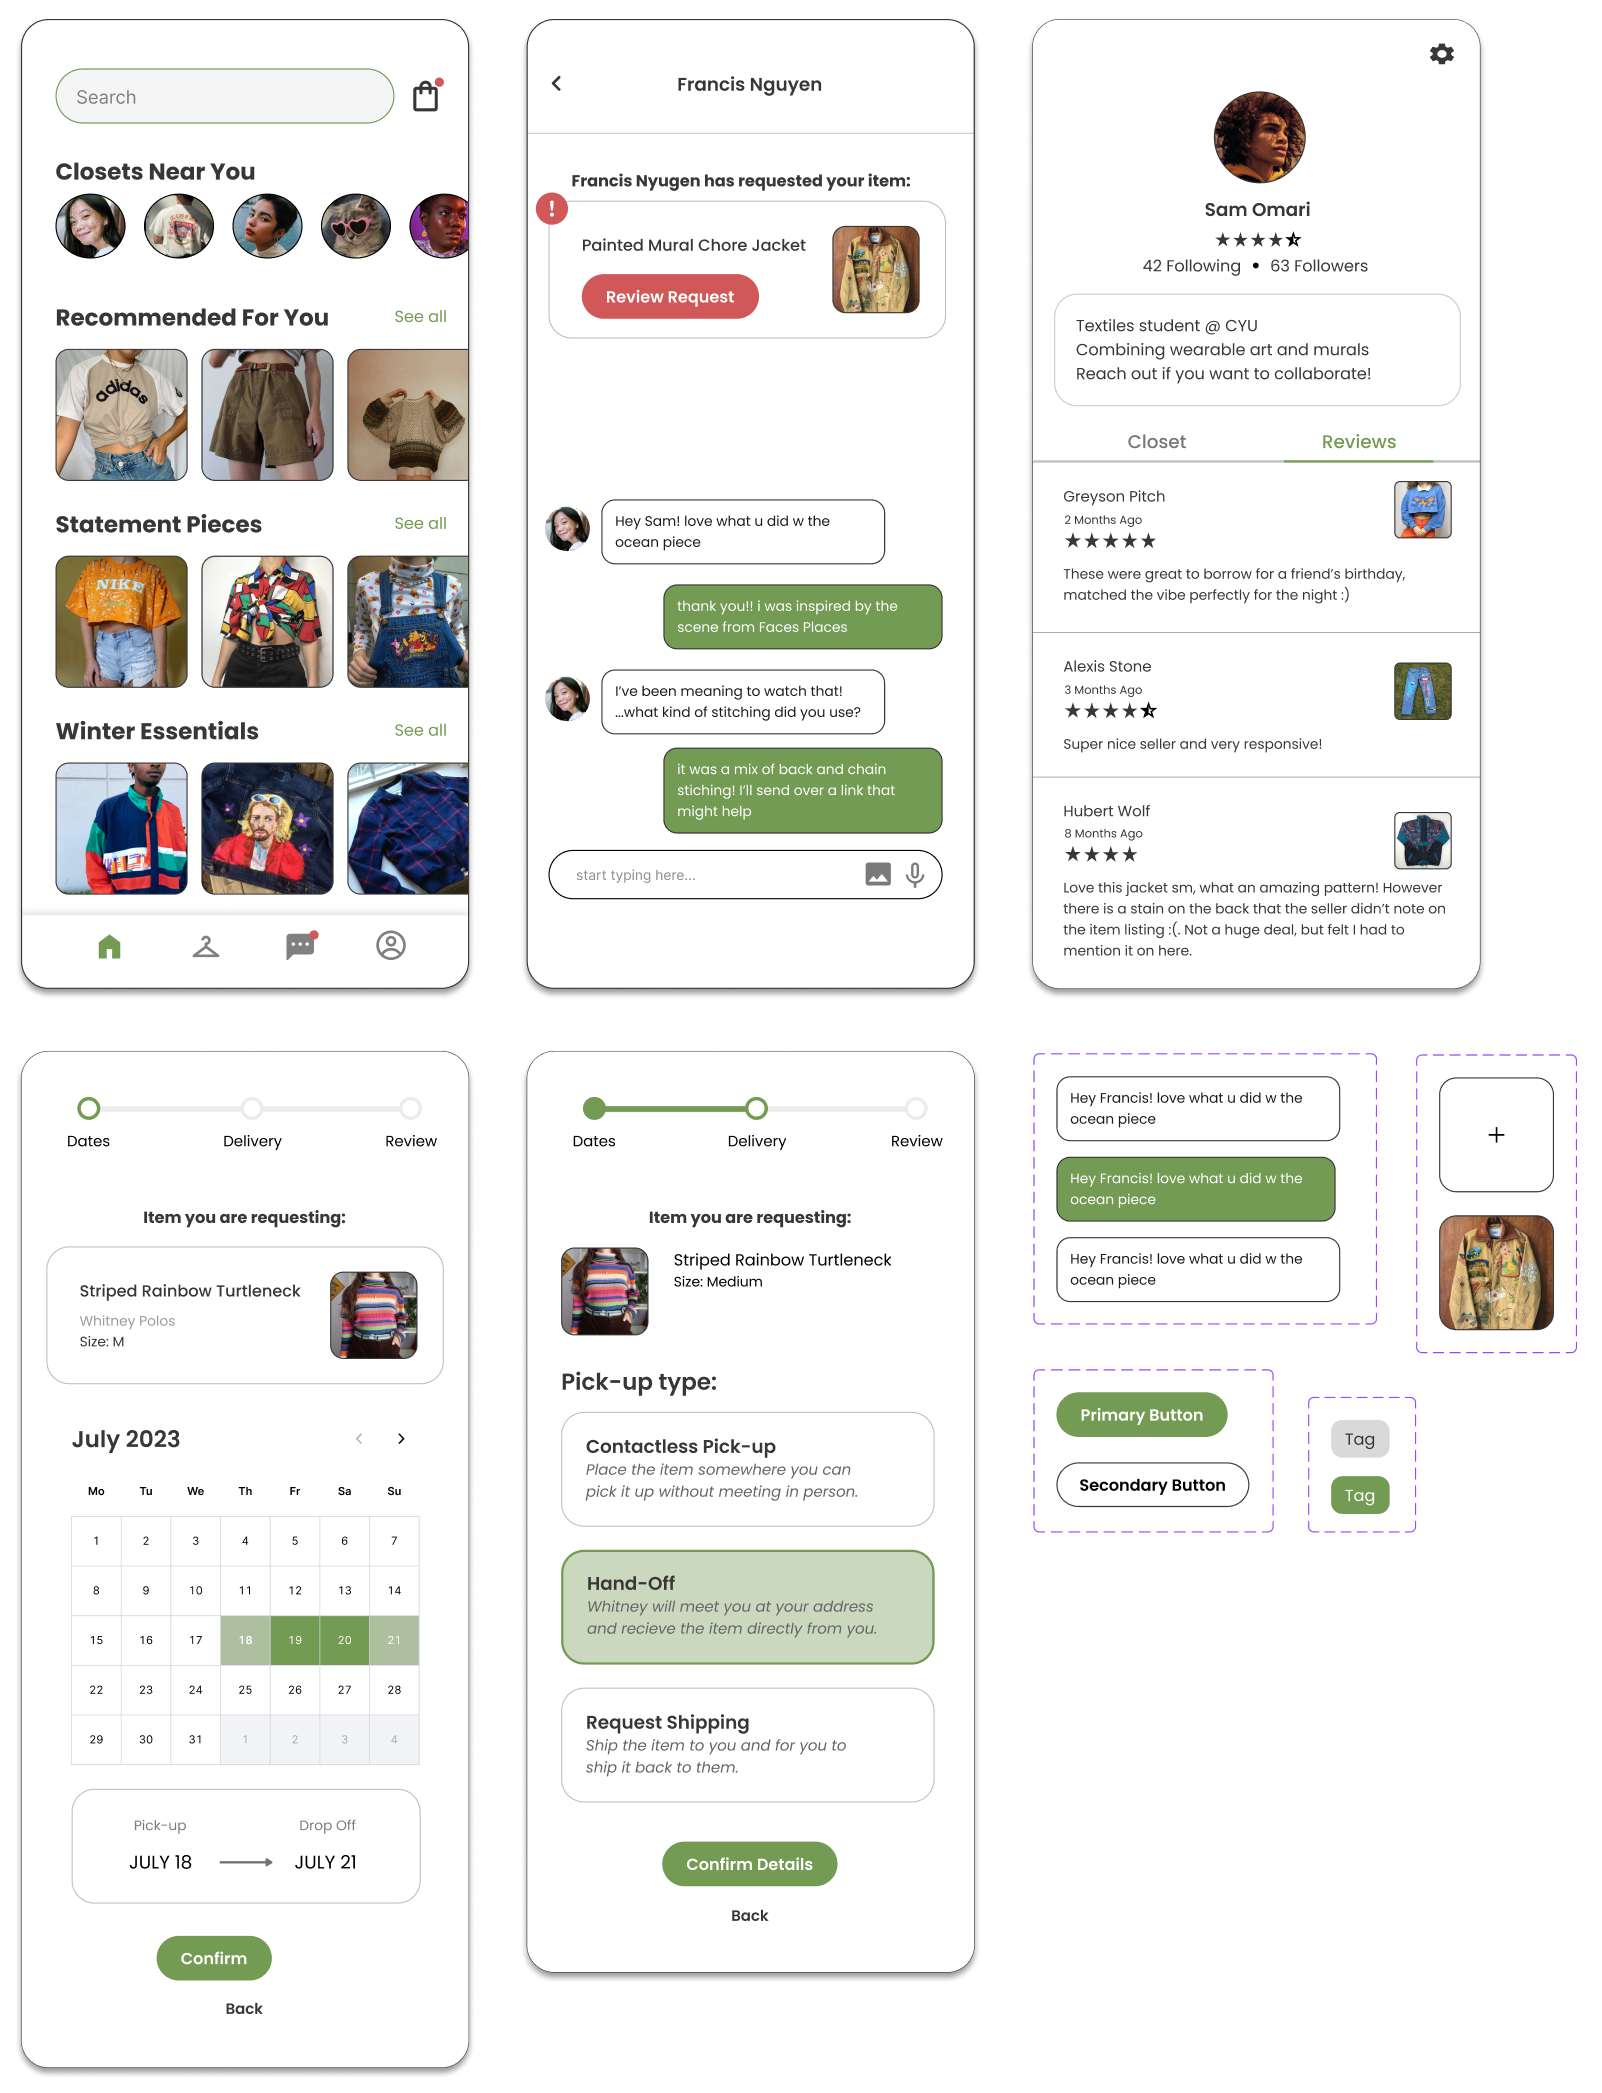 Search
Closets Near You
Recommended For You
See all
adidas
Statement Pieces
See all
NIKE
Winter Essentials
See all
Francis Nguyen
Francis Nyugen has requested your item:
!
Painted Mural Chore Jacket
Review Request
Hey Sam! love what u did w the
ocean piece
thank you!! i was inspired by the
scene from Faces Places
I've been meaning to watch that!
...what kind of stitching did you use?
it was a mix of back and chain
stiching! I'll send over a link that
might help
start typing here...
Sam Omari
42 Following • 63 Followers
Textiles student @ CYU
Combining wearable art and murals
Reach out if you want to collaborate!
Closet
Reviews
Greyson Pitch
2 Months Ago
These were great to borrow for a friend's birthday,
matched the vibe perfectly for the night :)
Alexis Stone
3 Months Ago
Super nice seller and very responsive!
Hubert Wolf
8 Months Ago
Love this jacket sm, what an amazing pattern! However
there is a stain on the back that the seller didn't note on
the item listing :(. Not a huge deal, but felt I had to
mention it on here.
Dates
Delivery
Review
Item you are requesting:
Striped Rainbow Turtleneck
Whitney Polos
Size: M
July 2023
Mo Tu We Th Fr Sa Su
1 2 3 4 5 6 7
8 9 10 11 12 13 14
15 16 17 18 19 20 21
22 23 24 25 26 27 28
29 30 31 1 2 3 4
Pick-up
Drop Off
JULY 18
JULY 21
Confirm
Back
Dates
Delivery
Review
Item you are requesting:
Striped Rainbow Turtleneck
Size: Medium
Pick-up type:
Contactless Pick-up
Place the item somewhere you can
pick it up without meeting in person.
Hand-Off
Whitney will meet you at your address
and recieve the item directly from you.
Request Shipping
Ship the item to you and for you to
ship it back to them.
Confirm Details
Back
Hey Francis! love what u did w the
ocean piece
Hey Francis! love what u did w the
ocean piece
Hey Francis! love what u did w the
ocean piece
+
Primary Button
Secondary Button
Tag
Tag